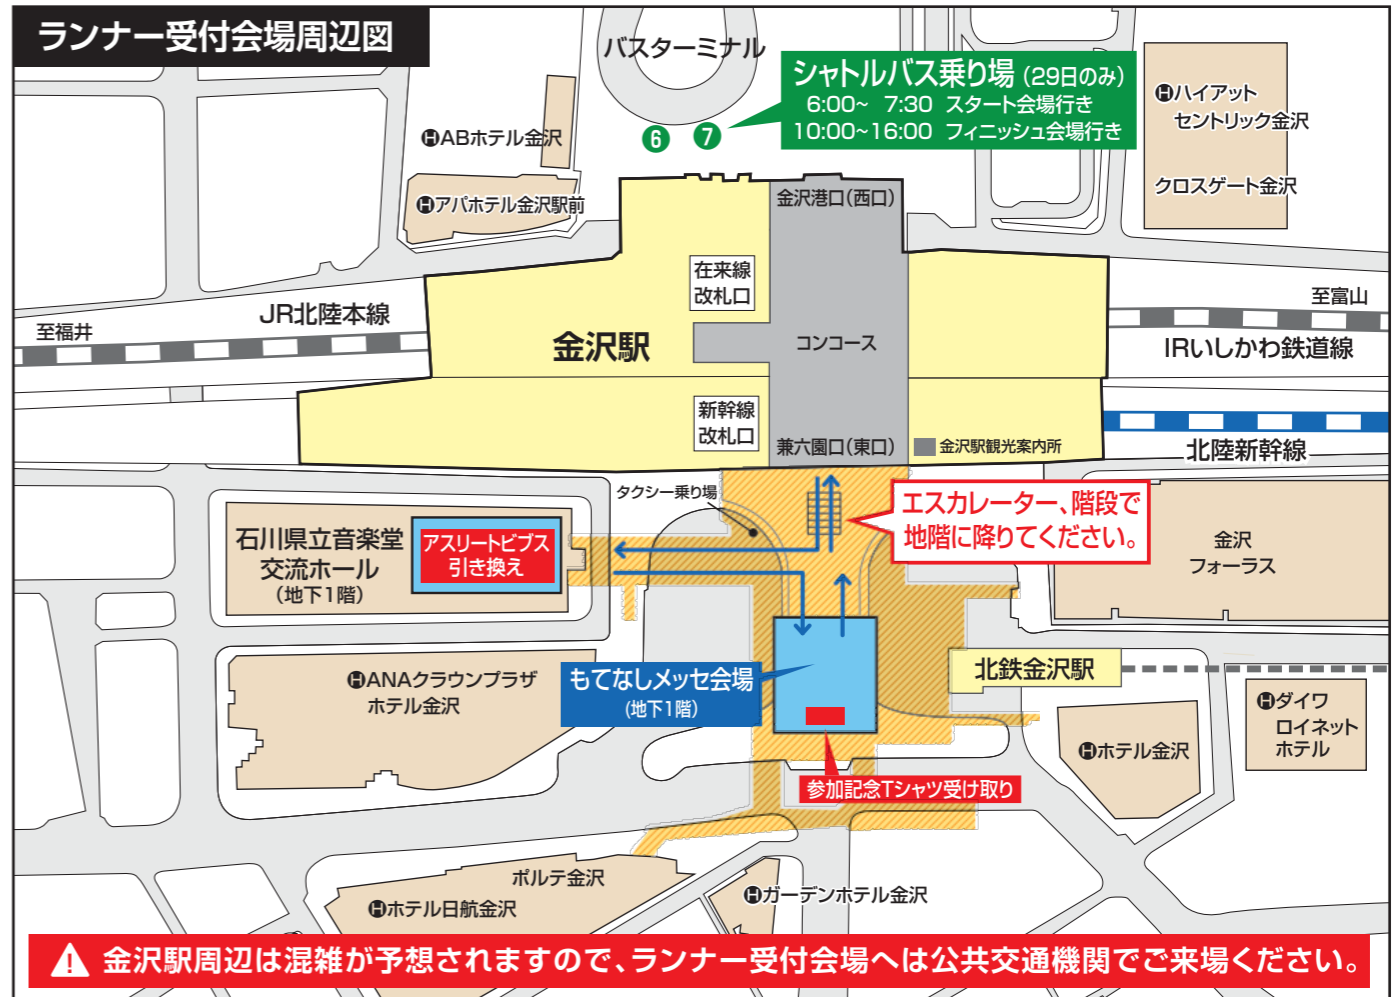 ランナー受付会場周辺図
バスターミナル
シャトルバス乗り場(29日のみ)
6:00~ 7:30 スタート会場行き
10:00~16:00 フィニッシュ会場行き
6
7
Hハイアット
セントリック金沢
クロスゲート金沢
HABホテル金沢
Hアパホテル金沢駅前
金沢港口(西口)
在来線
改札口
至富山
JR北陸本線
至福井
金沢駅
コンコース
IRいしかわ鉄道線
新幹線
改札口
兼六園口(東口)
金沢駅観光案内所
北陸新幹線
タクシー乗り場
エスカレーター、階段で
地階に降りてください。
石川県立音楽堂
交流ホール
(地下1階)
アスリートビブス
引き換え
金沢
フォーラス
もてなしメッセ会場
(地下1階)
北鉄金沢駅
HANAクラウンプラザ
ホテル金沢
Hダイワ
ロイネット
ホテル
Hホテル金沢
参加記念Tシャツ受け取り
ポルテ金沢
Hホテル日航金沢
Hガーデンホテル金沢
金沢駅周辺は混雑が予想されますので、ランナー受付会場へは公共交通機関でご来場ください。